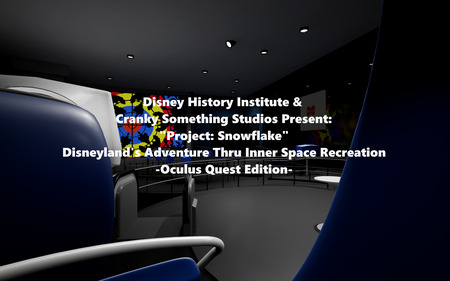 Disney History Institute &
Cranky Something Studios Present:
"Project: Snowflake"
Disneyland's Adventure Thru Inner Space Recreation
-Oculus Quest Edition-